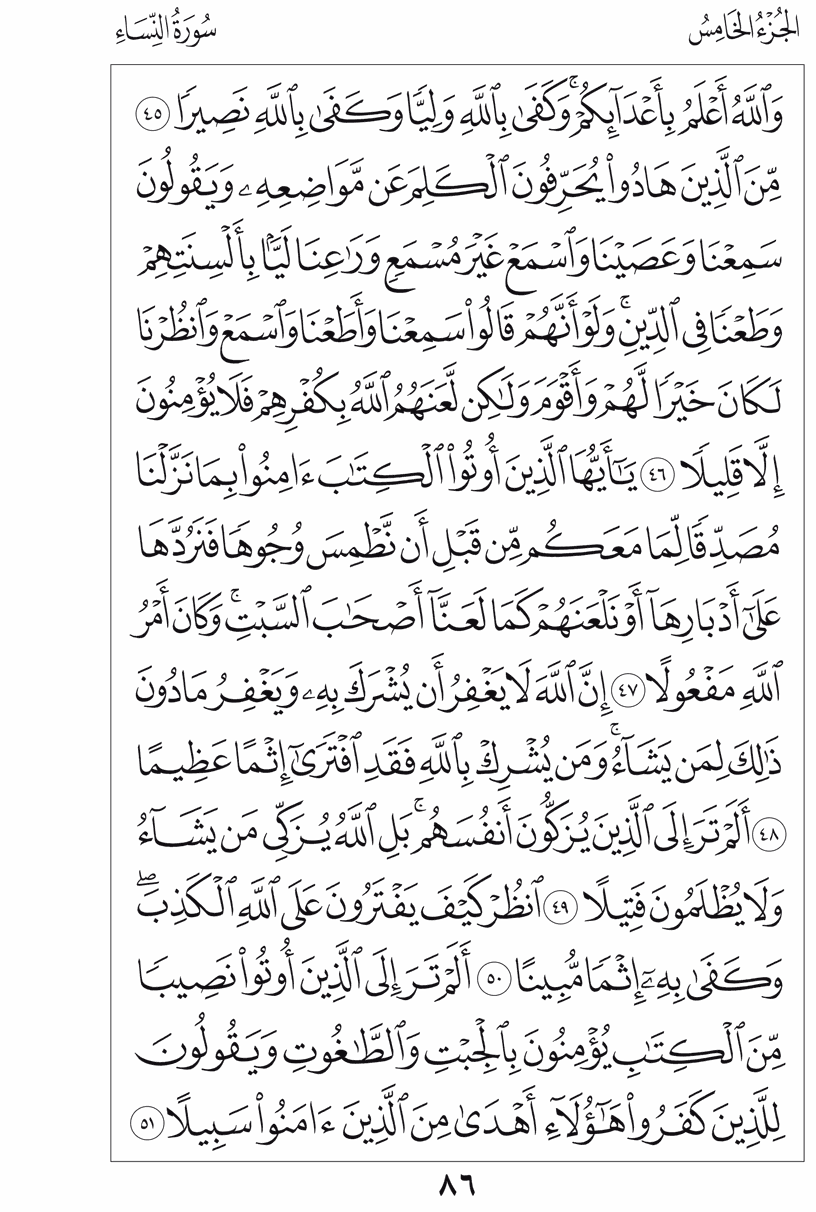 الجُزْءُ الخَامِسُ
سُورَةُ النِّسَاءِ
وَٱللَّهُ أَعۡلَمُ بِأَعۡدَآئِكُمۡۚ وَكَفَىٰ بِٱللَّهِ وَلِيّٗا وَكَفَىٰ بِٱللَّهِ نَصِيرٗا ٤٥
مِّنَ ٱلَّذِينَ هَادُواْ يُحَرِّفُونَ ٱلۡكَلِمَ عَن مَّوَاضِعِهِۦ وَيَقُولُونَ
سَمِعۡنَا وَعَصَيۡنَا وَٱسۡمَعۡ غَيۡرَ مُسۡمَعٖ وَرَٰعِنَا لَيَّۢا بِأَلۡسِنَتِهِمۡ
وَطَعۡنٗا فِي ٱلدِّينِۚ وَلَوۡ أَنَّهُمۡ قَالُواْ سَمِعۡنَا وَأَطَعۡنَا وَٱسۡمَعۡ وَٱنظُرۡنَا
لَكَانَ خَيۡرٗا لَّهُمۡ وَأَقۡوَمَ وَلَٰكِن لَّعَنَهُمُ ٱللَّهُ بِكُفۡرِهِمۡ فَلَا يُؤۡمِنُونَ
إِلَّا قَلِيلٗا ٤٦ يَٰٓأَيُّهَا ٱلَّذِينَ أُوتُواْ ٱلۡكِتَٰبَ ءَامِنُواْ بِمَا نَزَّلۡنَا
مُصَدِّقٗا لِّمَا مَعَكُم مِّن قَبۡلِ أَن نَّطۡمِسَ وُجُوهٗا فَنَرُدَّهَا
عَلَىٰٓ أَدۡبَارِهَآ أَوۡ نَلۡعَنَهُمۡ كَمَا لَعَنَّآ أَصۡحَٰبَ ٱلسَّبۡتِۚ وَكَانَ أَمۡرُ
ٱللَّهِ مَفۡعُولًا ٤٧ إِنَّ ٱللَّهَ لَا يَغۡفِرُ أَن يُشۡرَكَ بِهِۦ وَيَغۡفِرُ مَا دُونَ
ذَٰلِكَ لِمَن يَشَآءُۚ وَمَن يُشۡرِكۡ بِٱللَّهِ فَقَدِ ٱفۡتَرَىٰٓ إِثۡمًا عَظِيمًا
٤٨ أَلَمۡ تَرَ إِلَى ٱلَّذِينَ يُزَكُّونَ أَنفُسَهُمۚ بَلِ ٱللَّهُ يُزَكِّي مَن يَشَآءُ
وَلَا يُظۡلَمُونَ فَتِيلًا ٤٩ ٱنظُرۡ كَيۡفَ يَفۡتَرُونَ عَلَى ٱللَّهِ ٱلۡكَذِبَۖ
وَكَفَىٰ بِهِۦٓ إِثۡمٗا مُّبِينًا ٥٠ أَلَمۡ تَرَ إِلَى ٱلَّذِينَ أُوتُواْ نَصِيبٗا
مِّنَ ٱلۡكِتَٰبِ يُؤۡمِنُونَ بِٱلۡجِبۡتِ وَٱلطَّٰغُوتِ وَيَقُولُونَ
لِلَّذِينَ كَفَرُواْ هَٰٓؤُلَآءِ أَهۡدَىٰ مِنَ ٱلَّذِينَ ءَامَنُواْ سَبِيلًا ٥١
٨٦